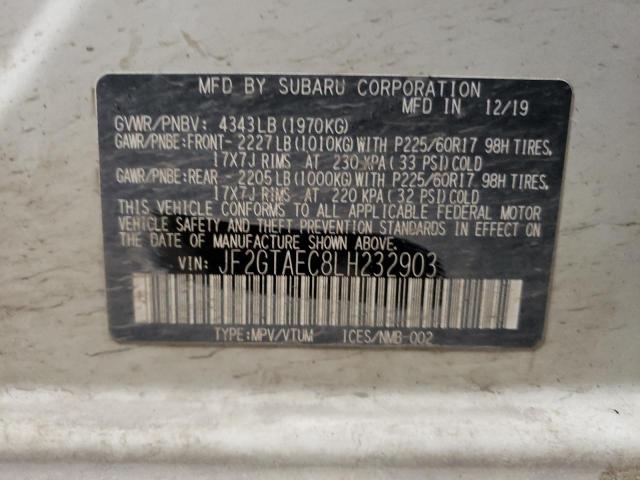 MFD BY SUBARU CORPORATION
MFD IN 12/19
GVWR/PNBV: 4343LB (1970KG)
GAWR/PNBE:FRONT- 2227LB(1010KG)WITH P225/60R17 98H TIRES,
17X7J RIMS AT 230 KPA (33 PSI)COLD
GAWR/PNBE:REAR - 2205LB(1000KG)WITH P225/60R17 98H TIRES,
17X7J RIMS AT 220 KPA (32 PSI)COLD
THIS VEHICLE CONFORMS TO ALL APPLICABLE FEDERAL MOTOR
VEHICLE SAFETY AND THEFT PREVENTION STANDARDS IN EFFECT
ON THE DATE OF MANUFACTURE SHOWN ABOVE.
VIN: JF2GTAEC8LH232903
TYPE:MPV/VTUM ICES/NMB-002